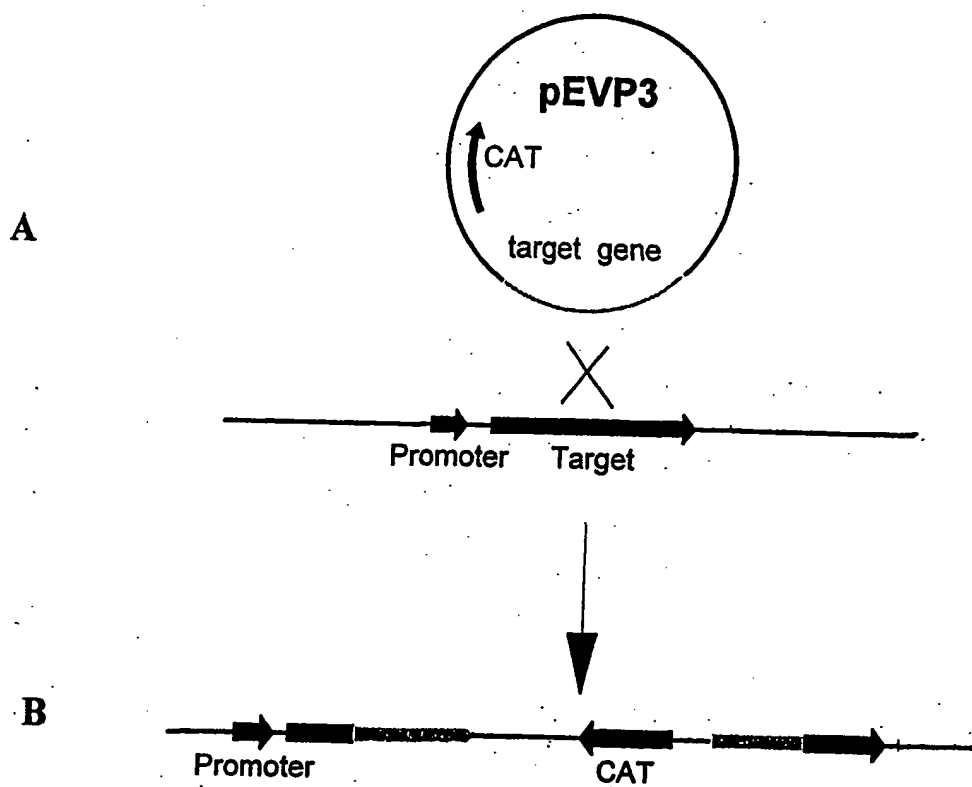 pEVP3
CAT
target gene
A
Promoter Target
B
Promoter CAT